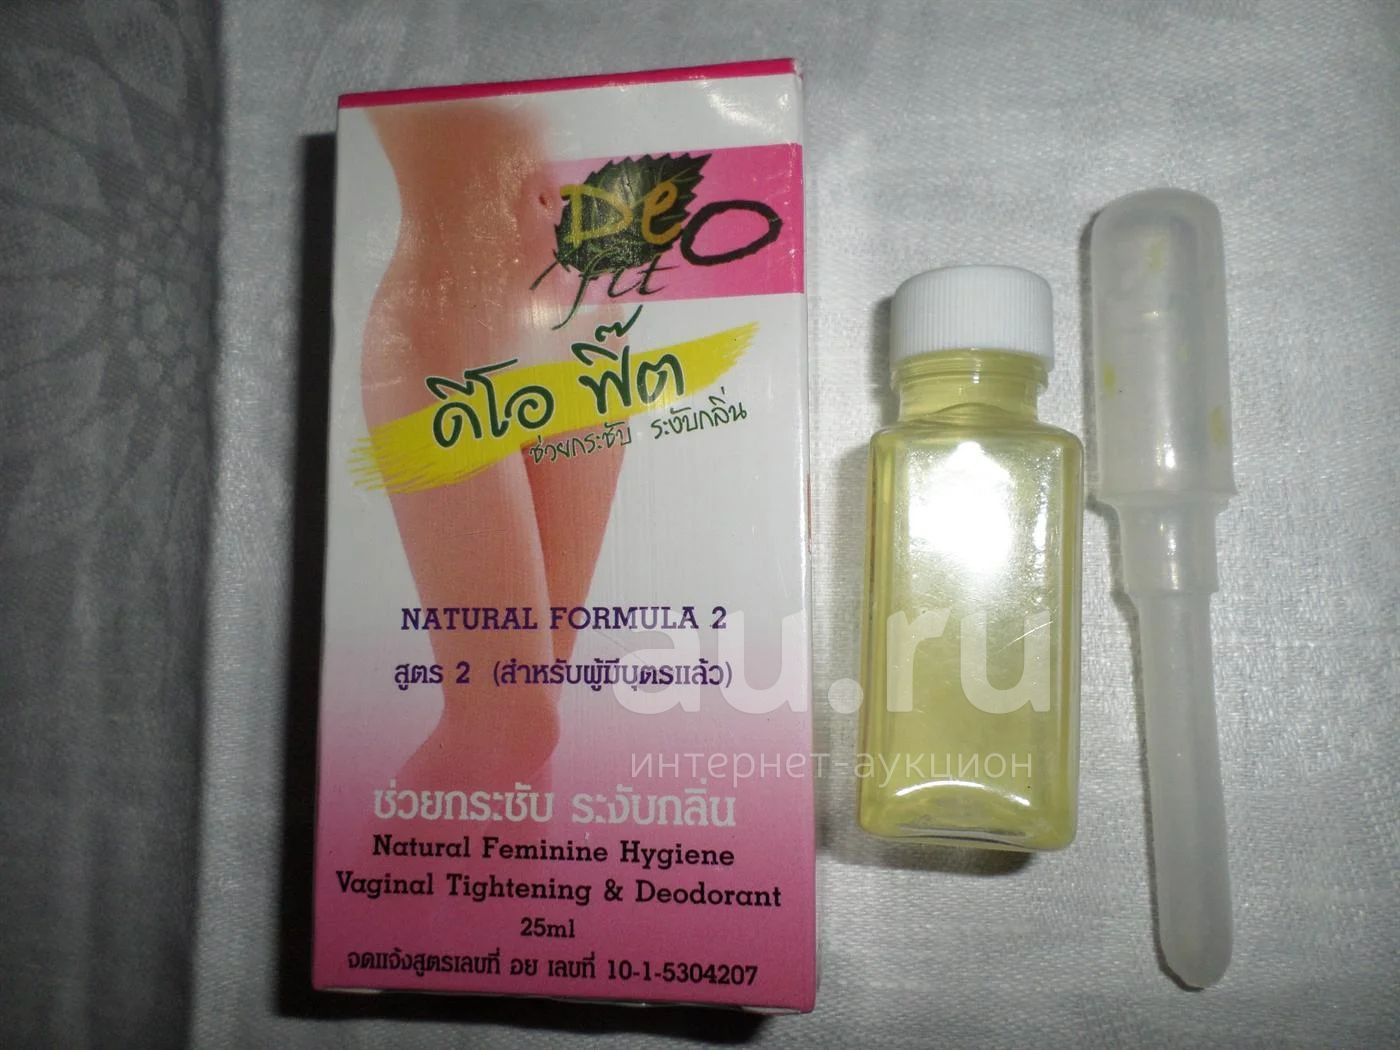 DeO
fit
ดีโอ ฟิ๊ต
ช่วยกระชับ ระงับกลิ่น
NATURAL FORMULA 2
สูตร 2 (สำหรับผู้มีบุตรแล้ว)
au.ru
интернет-аукцион
ช่วยกระชับ ระงับกลิ่น
Natural Feminine Hygiene
Vaginal Tightening & Deodorant
25ml
จดแจ้งสูตรเลขที่ อย เลขที่ 10-1-5304207